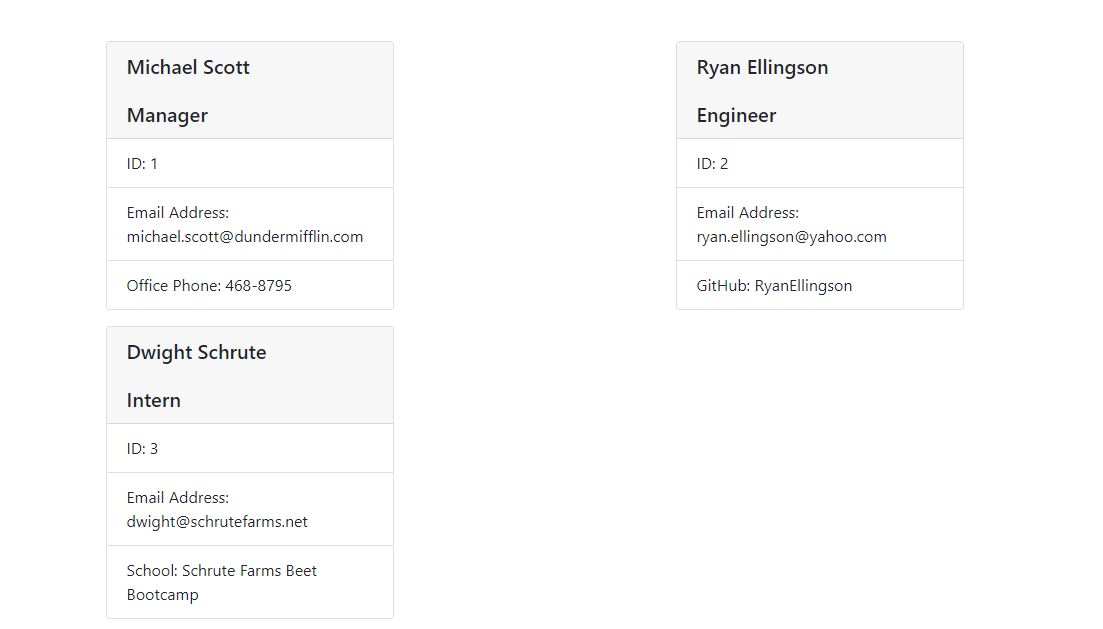 Michael Scott
Manager
ID: 1
Email Address:
michael.scott@dundermifflin.com
Office Phone: 468-8795
Ryan Ellingson
Engineer
ID: 2
Email Address:
ryan.ellingson@yahoo.com
GitHub: RyanEllingson
Dwight Schrute
Intern
ID: 3
Email Address:
dwight@schrutefarms.net
School: Schrute Farms Beet
Bootcamp